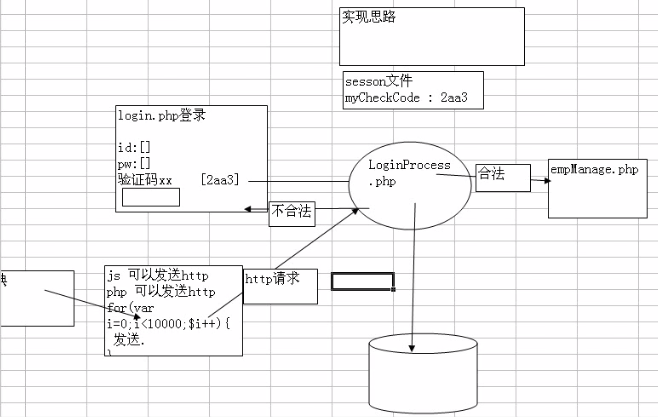 实现思路
sesson文件
myCheckCode : 2aa3
login.php登录
id:[]
pw:[]
验证码xx [2aa3]
LoginProcess
.php
合法
empManage.php
不合法
典
js 可以发送http
php 可以发送http
for(var
i=0;i<10000;$i++){
发送.
}
http请求